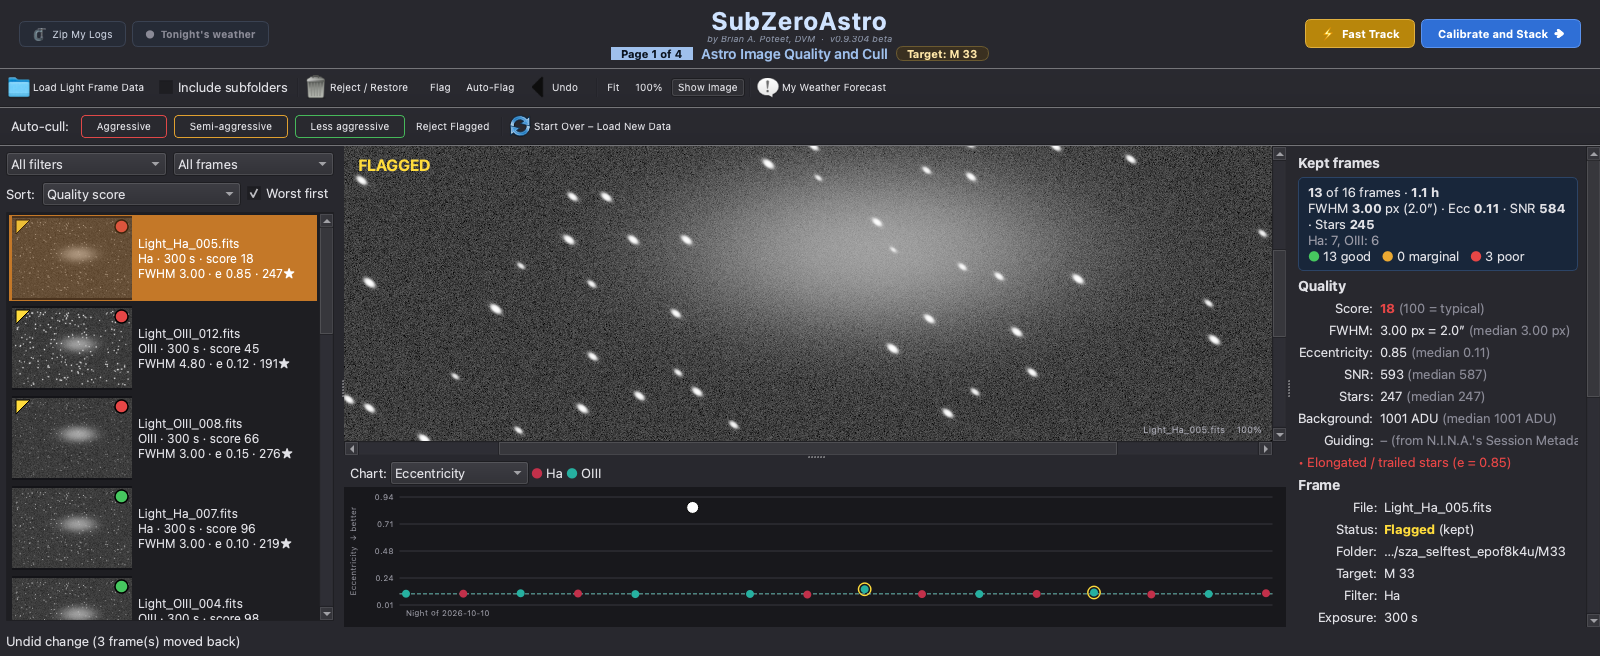 Zip My Logs
Tonight's weather
SubZeroAstro
by Brian A. Poteet, DVM · v0.9.304 beta
Page 1 of 4
Astro Image Quality and Cull
Target: M 33
Fast Track
Calibrate and Stack
Load Light Frame Data
Include subfolders
Reject / Restore
Flag
Auto-Flag
Undo
Fit
100%
Show Image
My Weather Forecast
Auto-cull:
Aggressive
Semi-aggressive
Less aggressive
Reject Flagged
Start Over – Load New Data
All filters
All frames
Sort:
Quality score
Worst first
Light_Ha_005.fits
Ha · 300 s · score 18
FWHM 3.00 · e 0.85 · 247★
Light_OIII_012.fits
OIII · 300 s · score 45
FWHM 4.80 · e 0.12 · 191★
Light_OIII_008.fits
OIII · 300 s · score 66
FWHM 3.00 · e 0.15 · 276★
Light_Ha_007.fits
Ha · 300 s · score 96
FWHM 3.00 · e 0.10 · 219★
Light_OIII_004.fits
OIII · 300 s · score 98
FLAGGED
Light_Ha_005.fits 100%
Chart:
Eccentricity
Ha
OIII
Eccentricity ↓ better
0.94
0.71
0.48
0.24
0.01
Night of 2026-10-10
Kept frames
13 of 16 frames · 1.1 h
FWHM 3.00 px (2.0″) · Ecc 0.11 · SNR 584
· Stars 245
Ha: 7, OIII: 6
13 good
0 marginal
3 poor
Quality
Score: 18 (100 = typical)
FWHM: 3.00 px = 2.0″ (median 3.00 px)
Eccentricity: 0.85 (median 0.11)
SNR: 593 (median 587)
Stars: 247 (median 247)
Background: 1001 ADU (median 1001 ADU)
Guiding: – (from N.I.N.A.'s Session Metada
• Elongated / trailed stars (e = 0.85)
Frame
File: Light_Ha_005.fits
Status: Flagged (kept)
Folder: …/sza_selftest_epof8k4u/M33
Target: M 33
Filter: Ha
Exposure: 300 s
Undid change (3 frame(s) moved back)